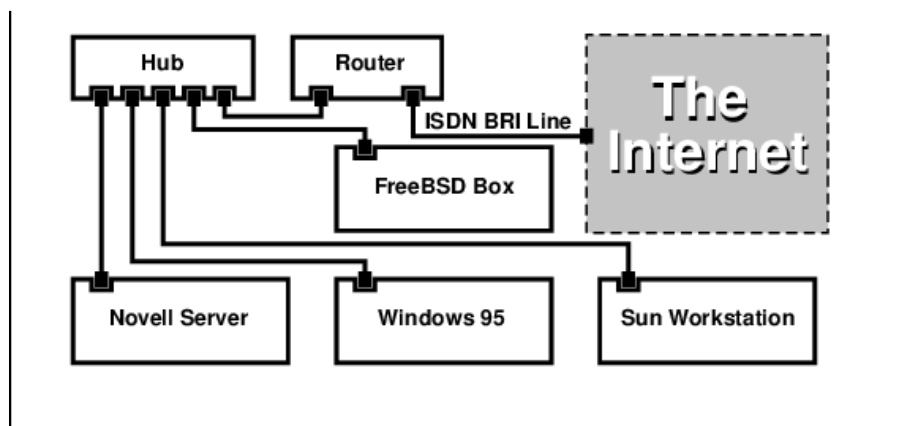 Hub
Router
The
Internet
ISDN BRI Line
FreeBSD Box
Novell Server
Windows 95
Sun Workstation